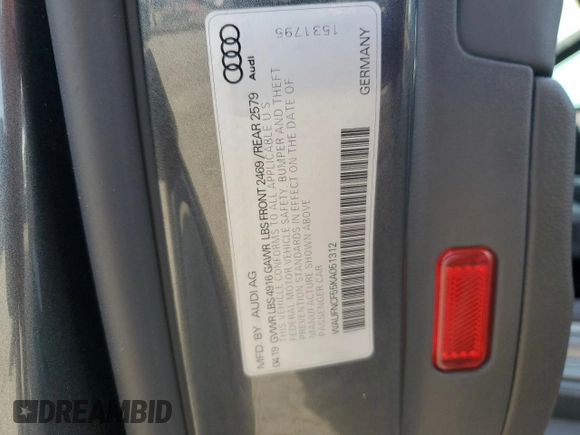 1531795
Audi
MFD. BY AUDI AG
04.19 GVWR LBS 4916 GAWR LBS FRONT 2469 / REAR 2579
THIS VEHICLE CONFORMS TO ALL APPLICABLE U.S.
FEDERAL MOTOR VEHICLE SAFETY, BUMPER AND THEFT
PREVENTION STANDARDS IN EFFECT ON THE DATE OF
MANUFACTURE SHOWN ABOVE
PASSENGER CAR
GERMANY
DREAMBID